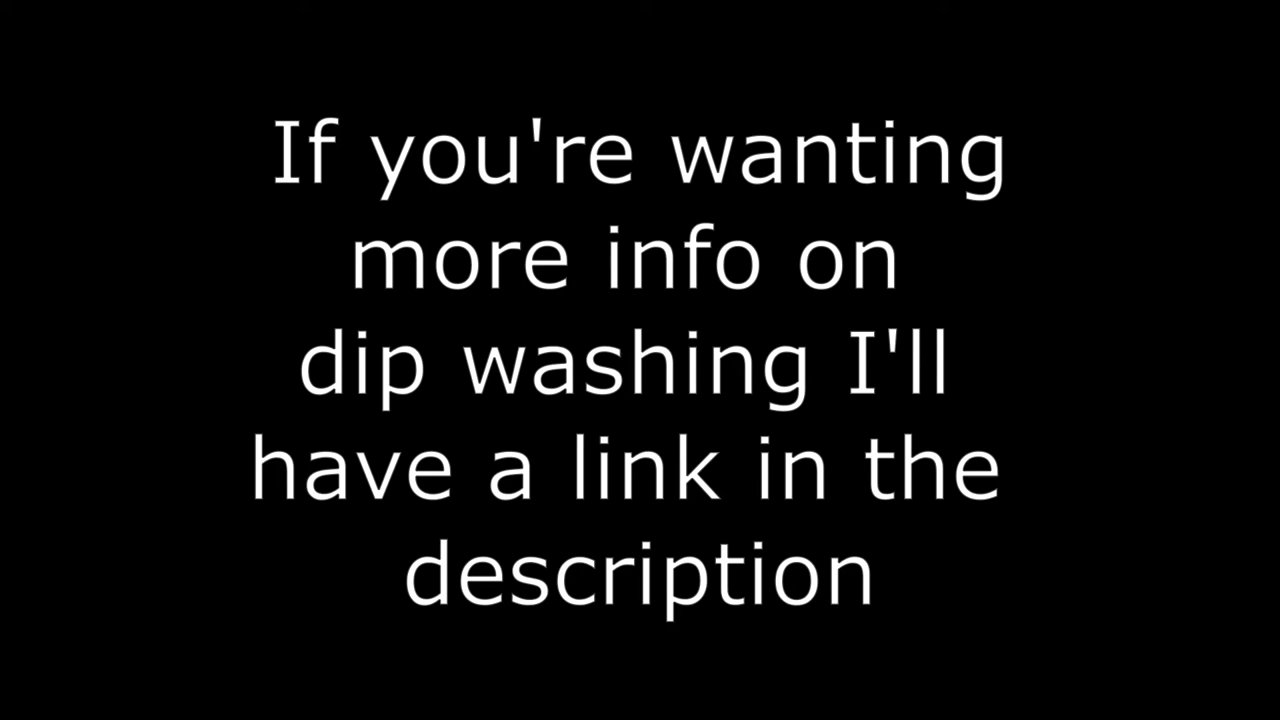 If you're wanting
more info on
dip washing I'll
have a link in the
description